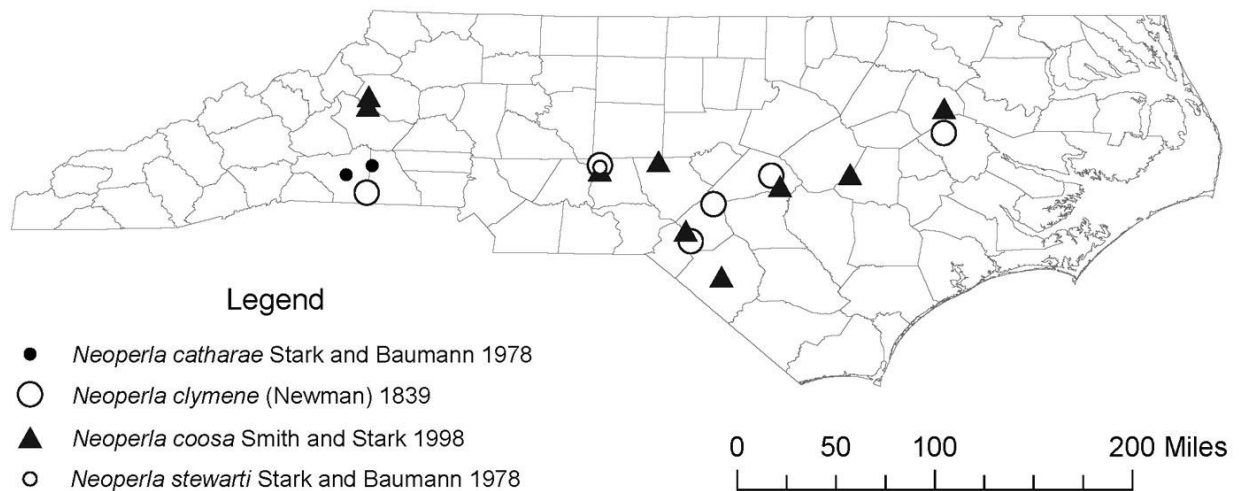 Legend
Neoperla catharae Stark and Baumann 1978
Neoperla clymene (Newman) 1839
Neoperla coosa Smith and Stark 1998
Neoperla stewarti Stark and Baumann 1978
0 50 100 200 Miles